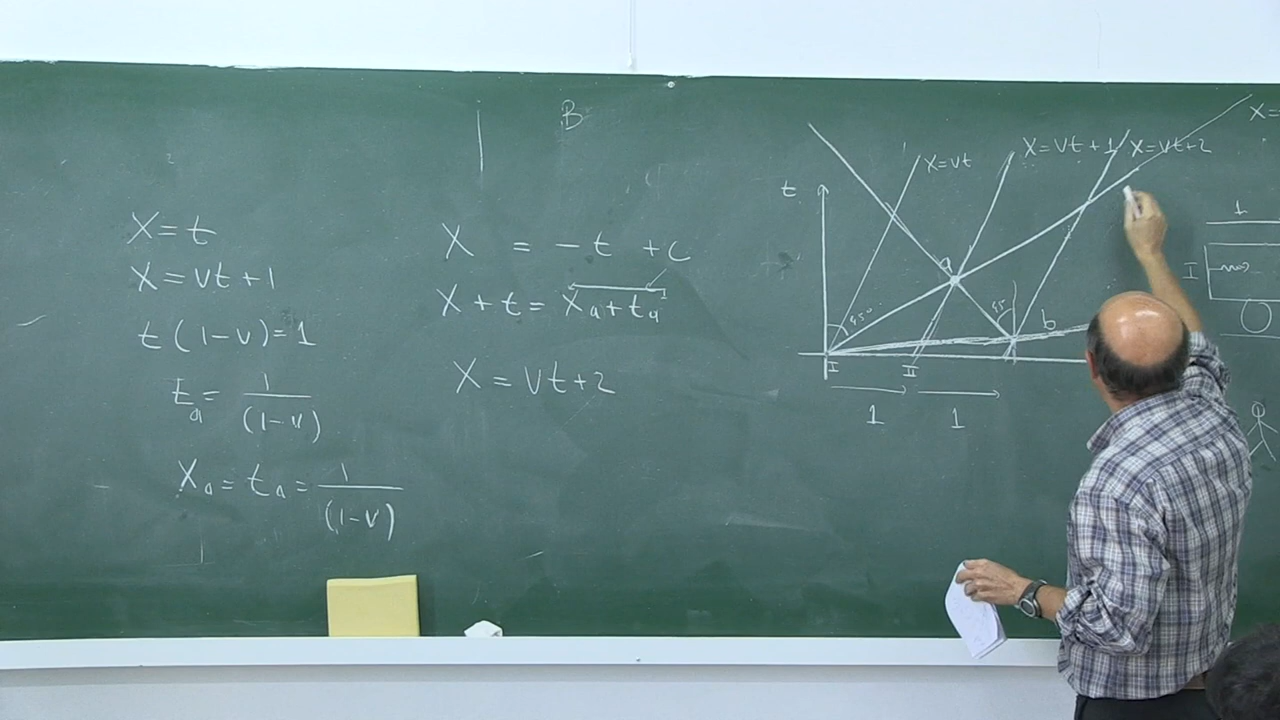 B
X = t
X = vt + 1
t(1-v) = 1
t_a = 1/(1-v)
X_a = t_a = 1/(1-v)
X = -t + c
X + t = X_a + t_a
X = vt + 2
t
X = vt
X = vt + 1
X = vt + 2
a
45°
45
b
I
II
1
1
X =
1
I